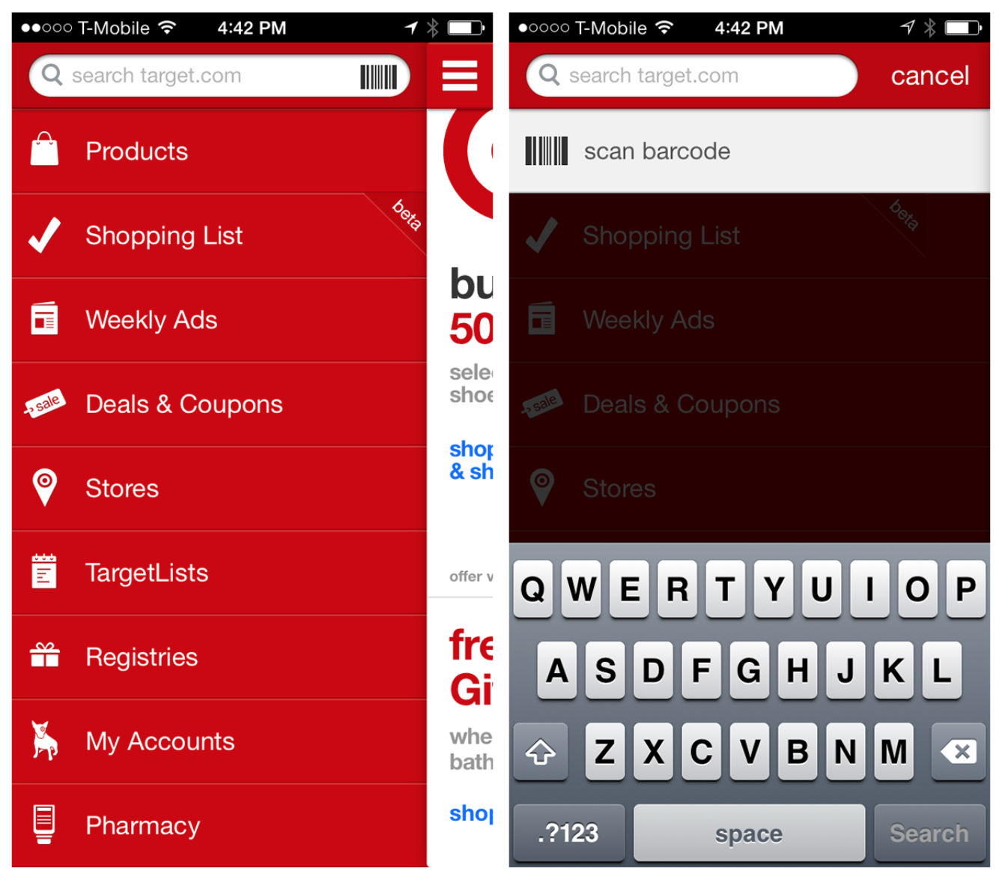 T-Mobile 4:42 PM
search target.com
Products
Shopping List
beta
Weekly Ads
sale
Deals & Coupons
Stores
TargetLists
Registries
My Accounts
Pharmacy
bu
50
sele
shoe
shop
& sh
offer v
fre
Gi
whe
bath
shop
T-Mobile 4:42 PM
search target.com cancel
scan barcode
Shopping List
beta
Weekly Ads
sale
Deals & Coupons
Stores
Q W E R T Y U I O P
A S D F G H J K L
Z X C V B N M
.?123 space Search